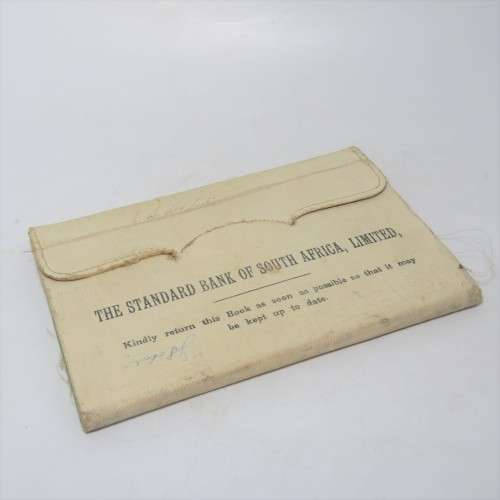 THE STANDARD BANK OF SOUTH AFRICA, LIMITED,
Kindly return this Book as soon as possible so that it may
be kept up to date.